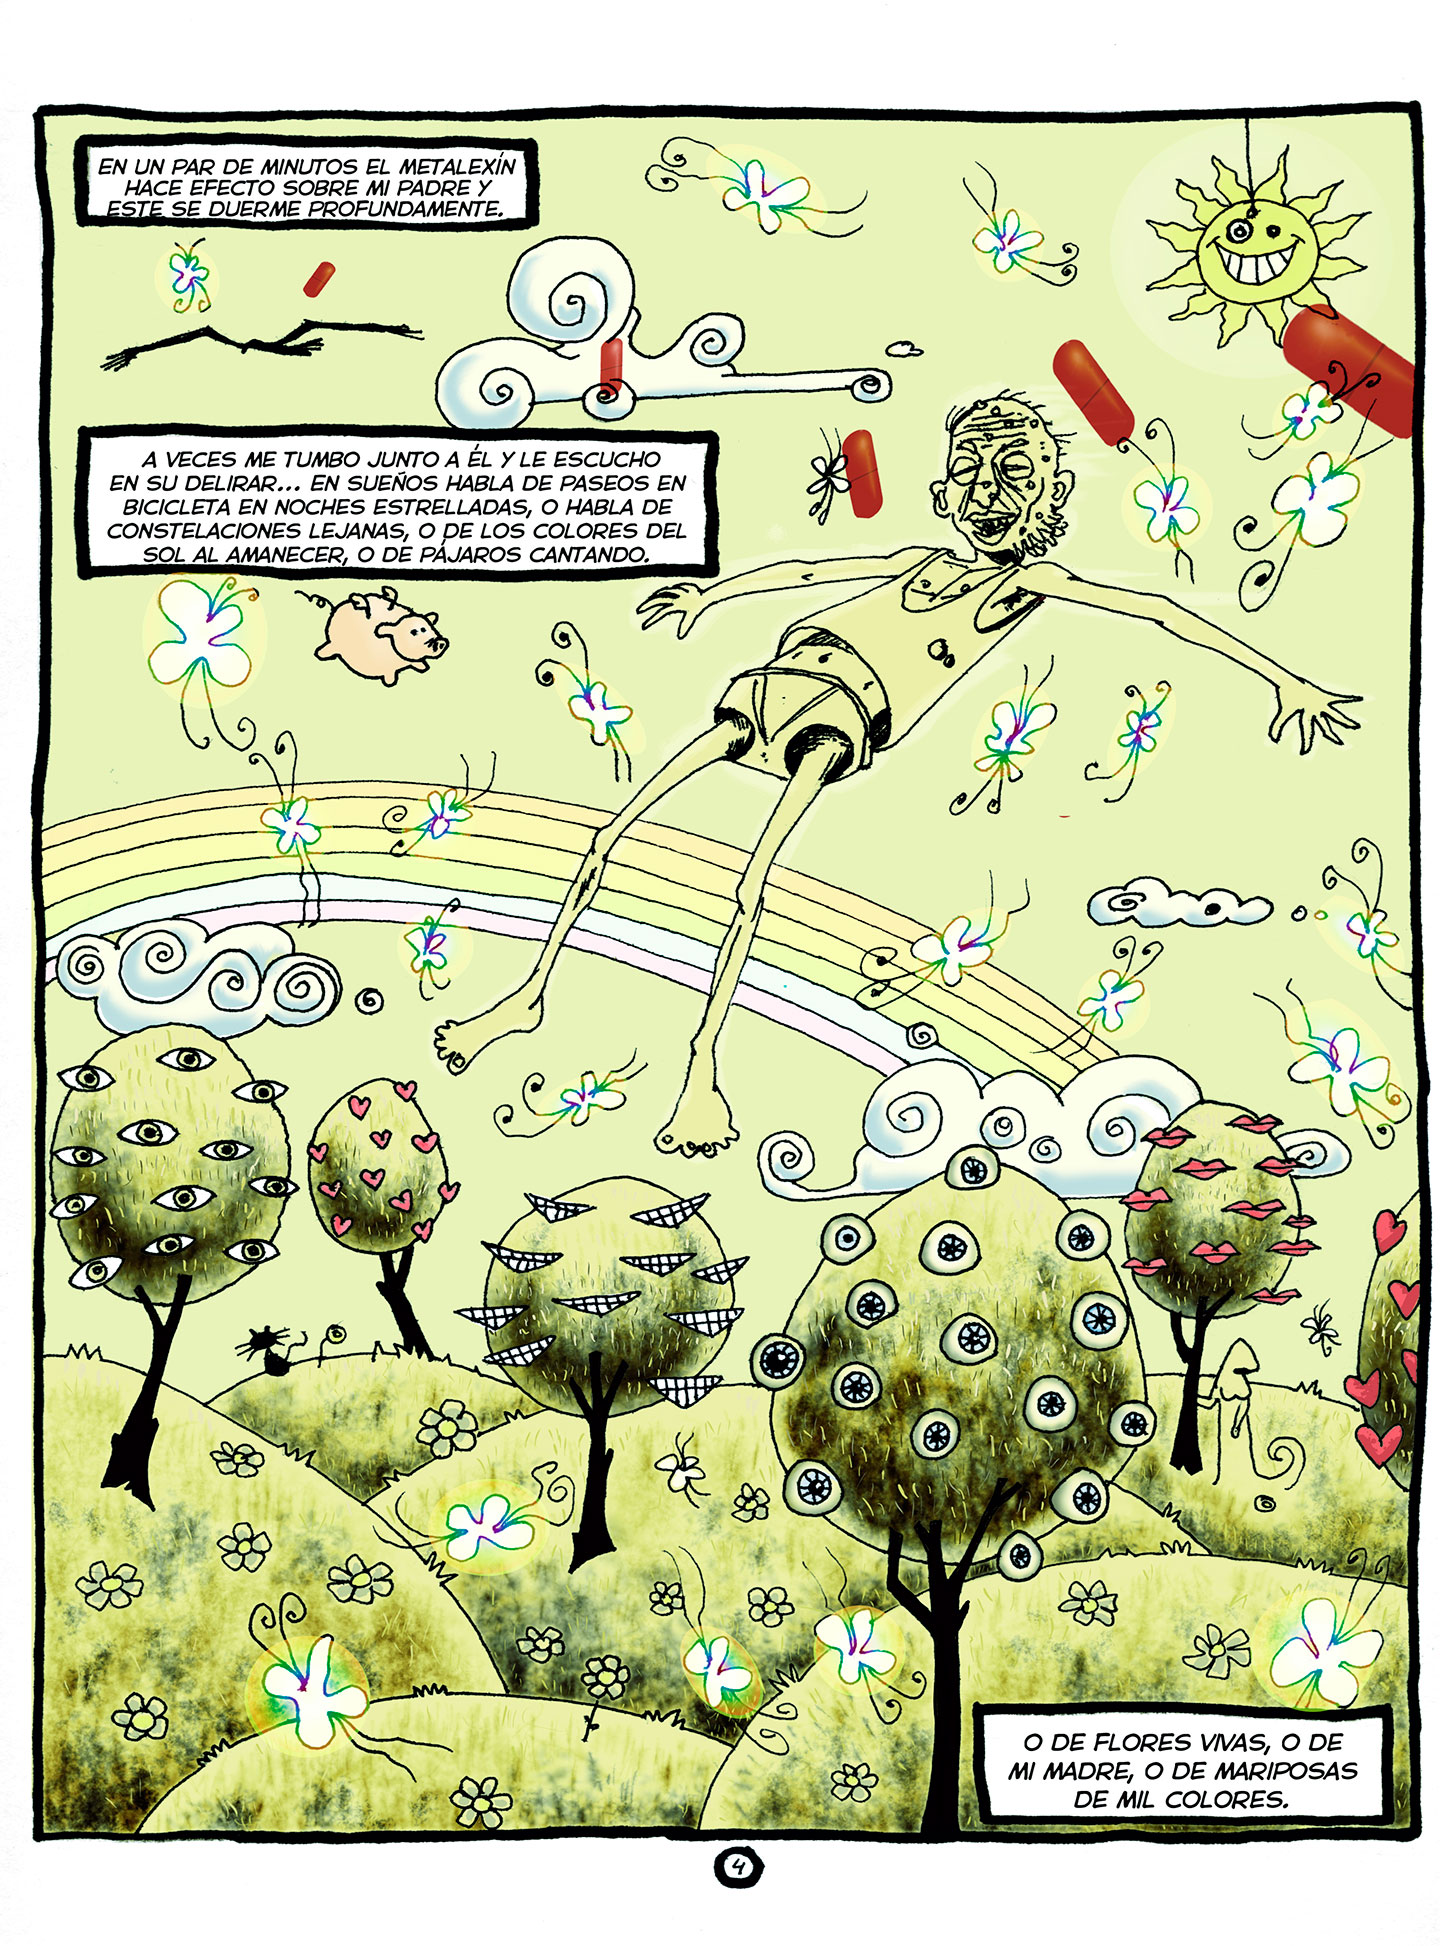 EN UN PAR DE MINUTOS EL METALEXÍN
HACE EFECTO SOBRE MI PADRE Y
ESTE SE DUERME PROFUNDAMENTE.
A VECES ME TUMBO JUNTO A ÉL Y LE ESCUCHO
EN SU DELIRAR... EN SUEÑOS HABLA DE PASEOS EN
BICICLETA EN NOCHES ESTRELLADAS, O HABLA DE
CONSTELACIONES LEJANAS, O DE LOS COLORES DEL
SOL AL AMANECER, O DE PÁJAROS CANTANDO.
O DE FLORES VIVAS, O DE
MI MADRE, O DE MARIPOSAS
DE MIL COLORES.
4